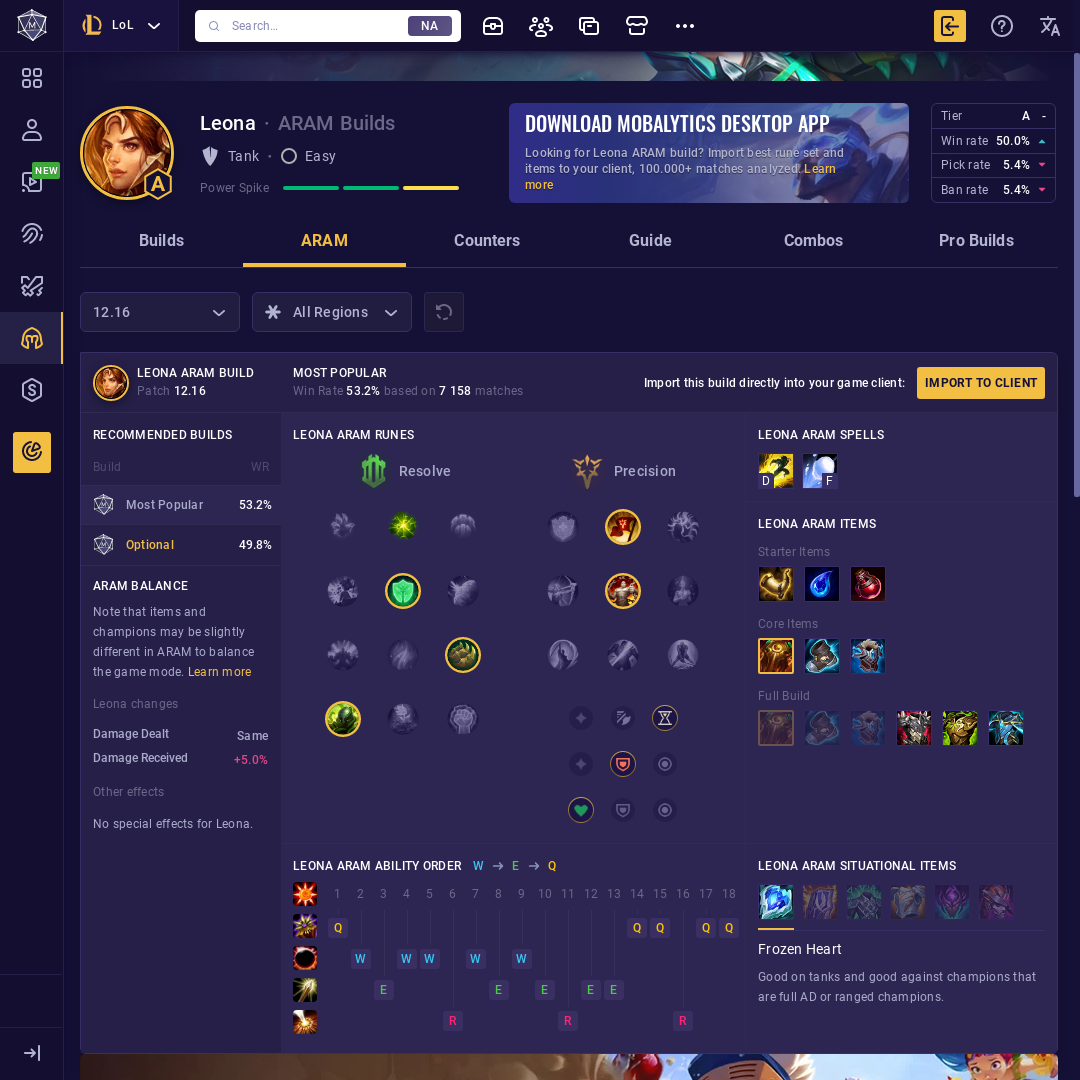 LoL
Search...
NA
NEW
Leona · ARAM Builds
Tank · Easy
Power Spike
A
DOWNLOAD MOBALYTICS DESKTOP APP
Looking for Leona ARAM build? Import best rune set and
items to your client, 100.000+ matches analyzed. Learn
more
Tier A -
Win rate 50.0%
Pick rate 5.4%
Ban rate 5.4%
Builds
ARAM
Counters
Guide
Combos
Pro Builds
12.16
All Regions
LEONA ARAM BUILD
Patch 12.16
MOST POPULAR
Win Rate 53.2% based on 7 158 matches
Import this build directly into your game client:
IMPORT TO CLIENT
RECOMMENDED BUILDS
Build WR
Most Popular 53.2%
Optional 49.8%
ARAM BALANCE
Note that items and
champions may be slightly
different in ARAM to balance
the game mode. Learn more
Leona changes
Damage Dealt Same
Damage Received +5.0%
Other effects
No special effects for Leona.
LEONA ARAM RUNES
Resolve
Precision
LEONA ARAM SPELLS
D
F
LEONA ARAM ITEMS
Starter Items
Core Items
Full Build
LEONA ARAM ABILITY ORDER W E Q
1 2 3 4 5 6 7 8 9 10 11 12 13 14 15 16 17 18
Q Q Q Q Q
W W W W W
E E E E E
R R R
LEONA ARAM SITUATIONAL ITEMS
Frozen Heart
Good on tanks and good against champions that
are full AD or ranged champions.